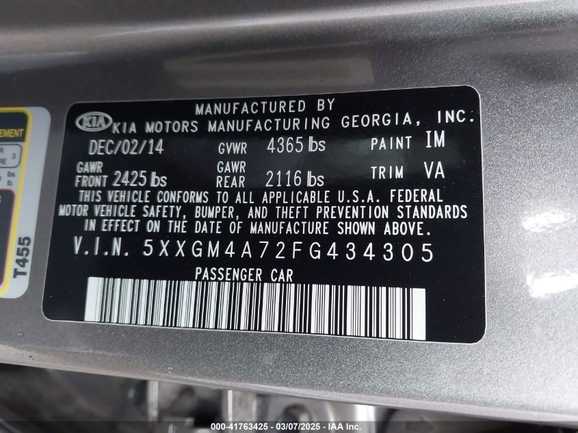 MANUFACTURED BY
KIA KIA MOTORS MANUFACTURING GEORGIA, INC.
DEC/02/14 GVWR 4365 lbs PAINT IM
GAWR FRONT 2425 lbs GAWR REAR 2116 lbs TRIM VA
THIS VEHICLE CONFORMS TO ALL APPLICABLE U.S.A. FEDERAL
MOTOR VEHICLE SAFETY, BUMPER, AND THEFT PREVENTION STANDARDS
IN EFFECT ON THE DATE OF MANUFACTURE SHOWN ABOVE.
V.I.N. 5XXGM4A72FG434305
PASSENGER CAR
T455
© -- 41763425 - 03/07/2025 - IAAI, Inc.